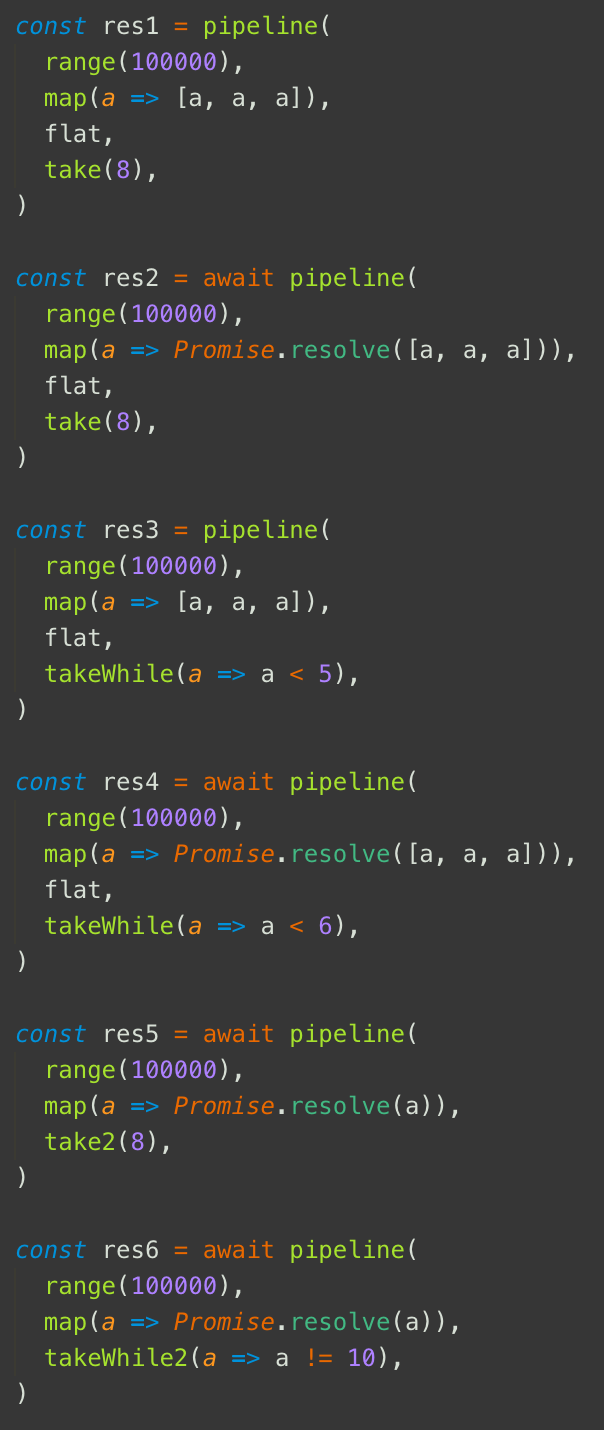 const res1 = pipeline(
  range(100000),
  map(a => [a, a, a]),
  flat,
  take(8),
)

const res2 = await pipeline(
  range(100000),
  map(a => Promise.resolve([a, a, a])),
  flat,
  take(8),
)

const res3 = pipeline(
  range(100000),
  map(a => [a, a, a]),
  flat,
  takeWhile(a => a < 5),
)

const res4 = await pipeline(
  range(100000),
  map(a => Promise.resolve([a, a, a])),
  flat,
  takeWhile(a => a < 6),
)

const res5 = await pipeline(
  range(100000),
  map(a => Promise.resolve(a)),
  take2(8),
)

const res6 = await pipeline(
  range(100000),
  map(a => Promise.resolve(a)),
  takeWhile2(a => a != 10),
)